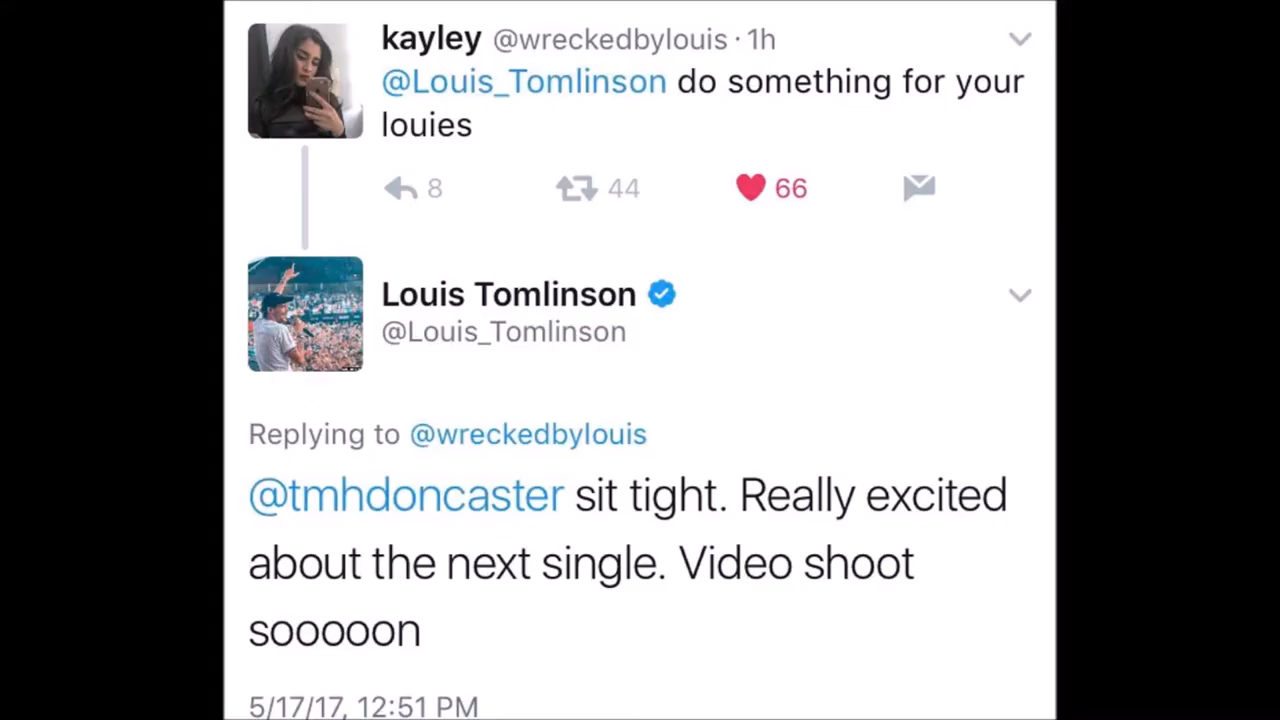 kayley @wreckedbylouis · 1h
@Louis_Tomlinson do something for your
louies
8 44 66
Louis Tomlinson
@Louis_Tomlinson
Replying to @wreckedbylouis
@tmhdoncaster sit tight. Really excited
about the next single. Video shoot
sooooon
5/17/17, 12:51 PM